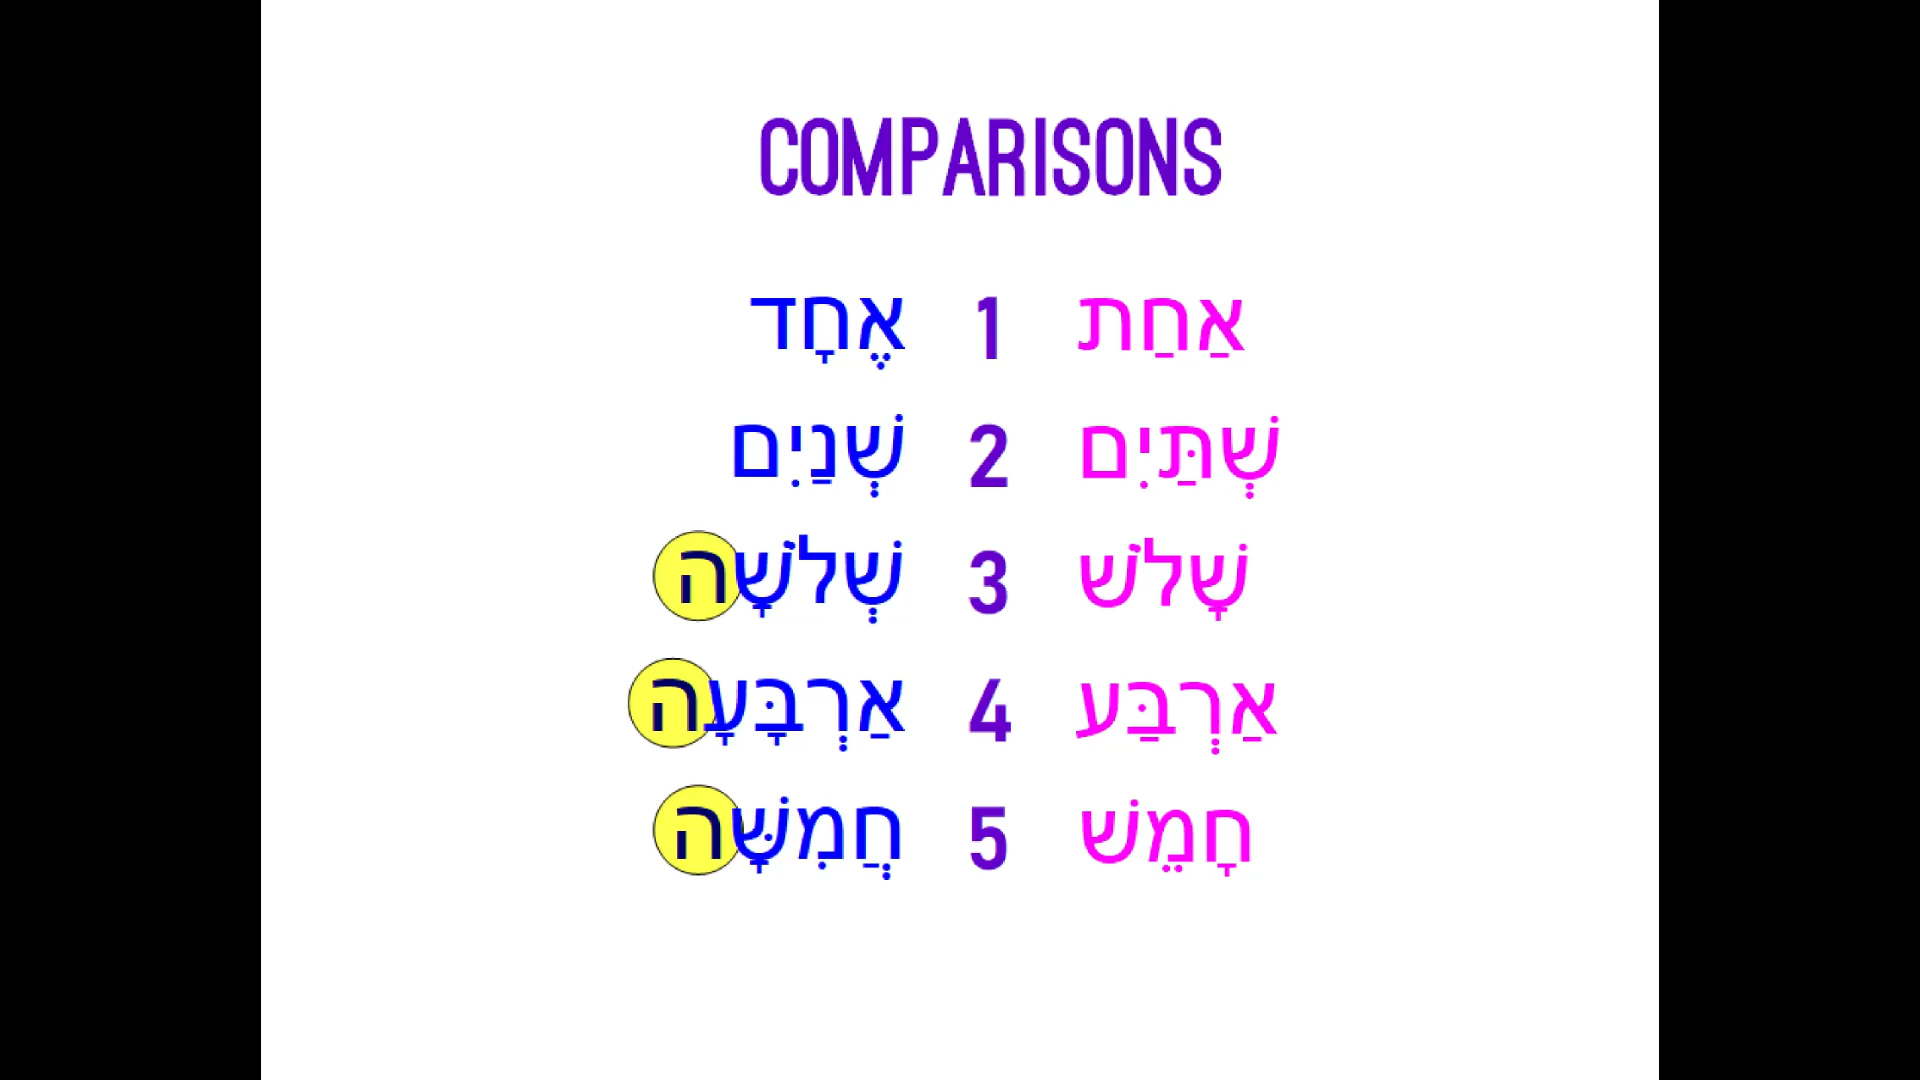 COMPARISONS
אַחַת 1 אֶחָד
שְׁתַּיִם 2 שְׁנַיִם
שָׁלֹשׁ 3 שְׁלֹשָׁה
אַרְבַּע 4 אַרְבָּעָה
חָמֵשׁ 5 חֲמִשָּׁה